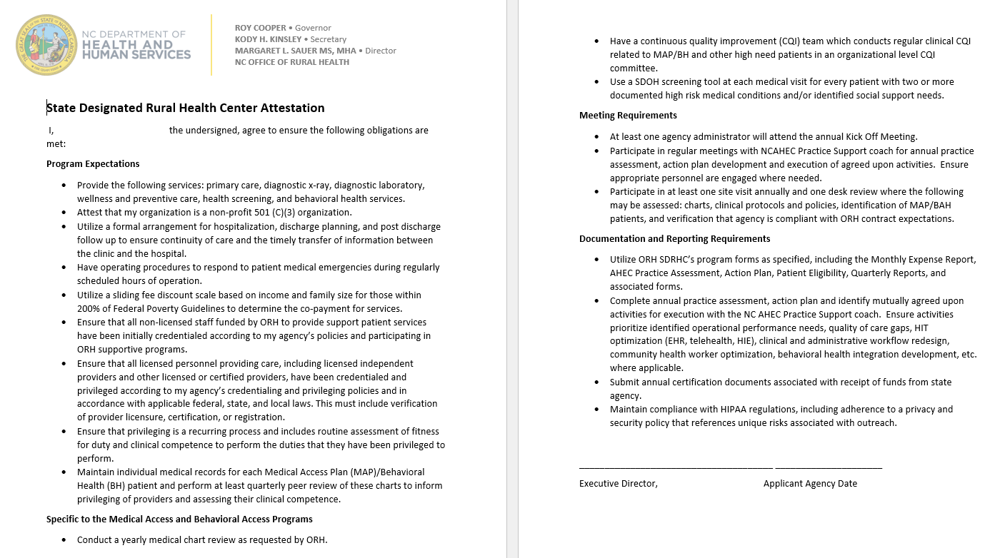 NC DEPARTMENT OF
HEALTH AND
HUMAN SERVICES
ROY COOPER • Governor
KODY H. KINSLEY • Secretary
MARGARET L. SAUER MS, MHA • Director
NC OFFICE OF RURAL HEALTH
State Designated Rural Health Center Attestation
I, the undersigned, agree to ensure the following obligations are
met:
Program Expectations
• Provide the following services: primary care, diagnostic x-ray, diagnostic laboratory,
wellness and preventive care, health screening, and behavioral health services.
• Attest that my organization is a non-profit 501 (C)(3) organization.
• Utilize a formal arrangement for hospitalization, discharge planning, and post discharge
follow up to ensure continuity of care and the timely transfer of information between
the clinic and the hospital.
• Have operating procedures to respond to patient medical emergencies during regularly
scheduled hours of operation.
• Utilize a sliding fee discount scale based on income and family size for those within
200% of Federal Poverty Guidelines to determine the co-payment for services.
• Ensure that all non-licensed staff funded by ORH to provide support patient services
have been initially credentialed according to my agency’s policies and participating in
ORH supportive programs.
• Ensure that all licensed personnel providing care, including licensed independent
providers and other licensed or certified providers, have been credentialed and
privileged according to my agency’s credentialing and privileging policies and in
accordance with applicable federal, state, and local laws. This must include verification
of provider licensure, certification, or registration.
• Ensure that privileging is a recurring process and includes routine assessment of fitness
for duty and clinical competence to perform the duties that they have been privileged to
perform.
• Maintain individual medical records for each Medical Access Plan (MAP)/Behavioral
Health (BH) patient and perform at least quarterly peer review of these charts to inform
privileging of providers and assessing their clinical competence.
Specific to the Medical Access and Behavioral Access Programs
• Conduct a yearly medical chart review as requested by ORH.
• Have a continuous quality improvement (CQI) team which conducts regular clinical CQI
related to MAP/BH and other high need patients in an organizational level CQI
committee.
• Use a SDOH screening tool at each medical visit for every patient with two or more
documented high risk medical conditions and/or identified social support needs.
Meeting Requirements
• At least one agency administrator will attend the annual Kick Off Meeting.
• Participate in regular meetings with NCAHEC Practice Support coach for annual practice
assessment, action plan development and execution of agreed upon activities. Ensure
appropriate personnel are engaged where needed.
• Participate in at least one site visit annually and one desk review where the following
may be assessed: charts, clinical protocols and policies, identification of MAP/BAH
patients, and verification that agency is compliant with ORH contract expectations.
Documentation and Reporting Requirements
• Utilize ORH SDRHC’s program forms as specified, including the Monthly Expense Report,
AHEC Practice Assessment, Action Plan, Patient Eligibility, Quarterly Reports, and
associated forms.
• Complete annual practice assessment, action plan and identify mutually agreed upon
activities for execution with the NC AHEC Practice Support coach. Ensure activities
prioritize identified operational performance needs, quality of care gaps, HIT
optimization (EHR, telehealth, HIE), clinical and administrative workflow redesign,
community health worker optimization, behavioral health integration development, etc.
where applicable.
• Submit annual certification documents associated with receipt of funds from state
agency.
• Maintain compliance with HIPAA regulations, including adherence to a privacy and
security policy that references unique risks associated with outreach.
Executive Director, Applicant Agency Date